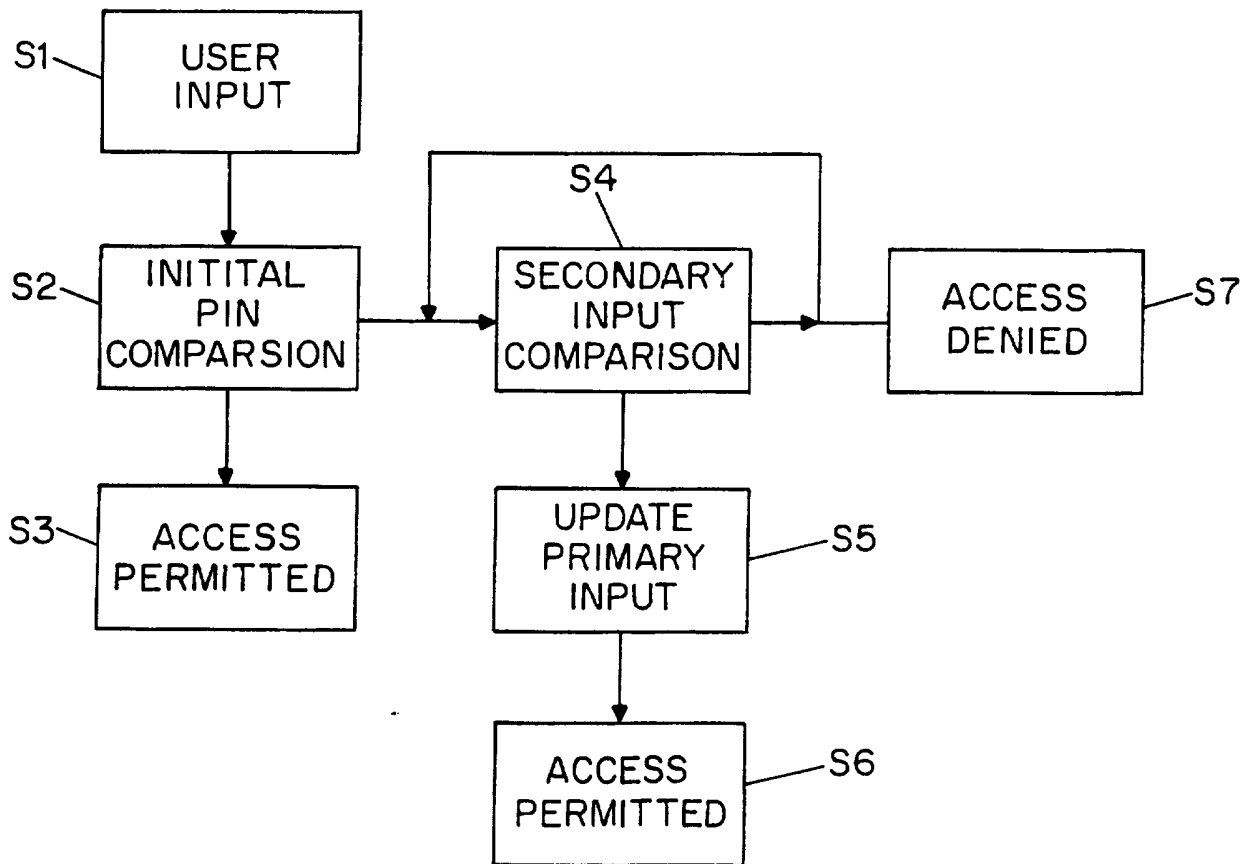 S1
USER
INPUT
S4
S2
INITITAL
PIN
COMPARSION
SECONDARY
INPUT
COMPARISON
ACCESS
DENIED
S7
S3
ACCESS
PERMITTED
UPDATE
PRIMARY
INPUT
S5
ACCESS
PERMITTED
S6